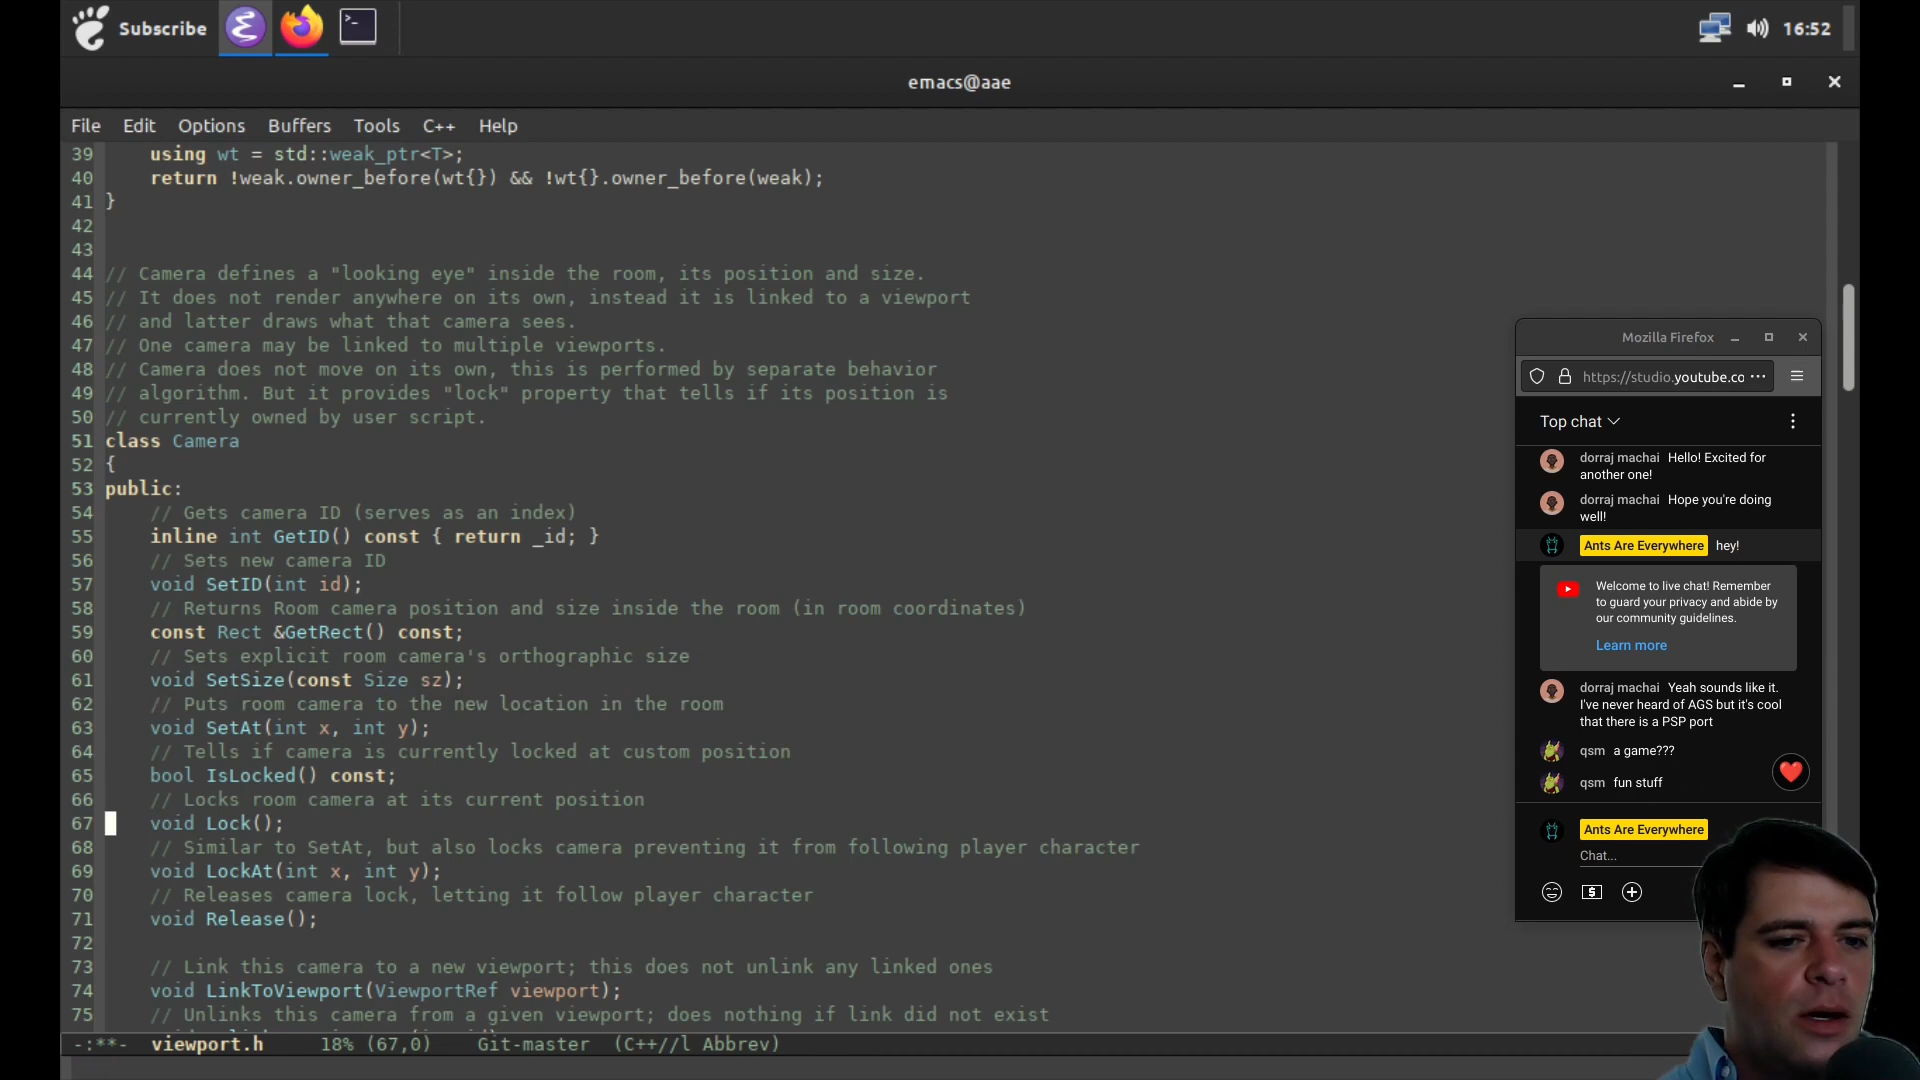 Subscribe
16:52
emacs@aae
File Edit Options Buffers Tools C++ Help
39 using wt = std::weak_ptr<T>;
40 return !weak.owner_before(wt{}) && !wt{}.owner_before(weak);
41 }
42
43
44 // Camera defines a "looking eye" inside the room, its position and size.
45 // It does not render anywhere on its own, instead it is linked to a viewport
46 // and latter draws what that camera sees.
47 // One camera may be linked to multiple viewports.
48 // Camera does not move on its own, this is performed by separate behavior
49 // algorithm. But it provides "lock" property that tells if its position is
50 // currently owned by user script.
51 class Camera
52 {
53 public:
54 // Gets camera ID (serves as an index)
55 inline int GetID() const { return _id; }
56 // Sets new camera ID
57 void SetID(int id);
58 // Returns Room camera position and size inside the room (in room coordinates)
59 const Rect &GetRect() const;
60 // Sets explicit room camera's orthographic size
61 void SetSize(const Size sz);
62 // Puts room camera to the new location in the room
63 void SetAt(int x, int y);
64 // Tells if camera is currently locked at custom position
65 bool IsLocked() const;
66 // Locks room camera at its current position
67 void Lock();
68 // Similar to SetAt, but also locks camera preventing it from following player character
69 void LockAt(int x, int y);
70 // Releases camera lock, letting it follow player character
71 void Release();
72
73 // Link this camera to a new viewport; this does not unlink any linked ones
74 void LinkToViewport(ViewportRef viewport);
75 // Unlinks this camera from a given viewport; does nothing if link did not exist
-:**- viewport.h 18% (67,0) Git-master (C++//l Abbrev)
Mozilla Firefox
https://studio.youtube.co
Top chat
dorraj machai Hello! Excited for
another one!
dorraj machai Hope you're doing
well!
Ants Are Everywhere hey!
Welcome to live chat! Remember
to guard your privacy and abide by
our community guidelines.
Learn more
dorraj machai Yeah sounds like it.
I've never heard of AGS but it's cool
that there is a PSP port
qsm a game???
qsm fun stuff
Ants Are Everywhere
Chat...